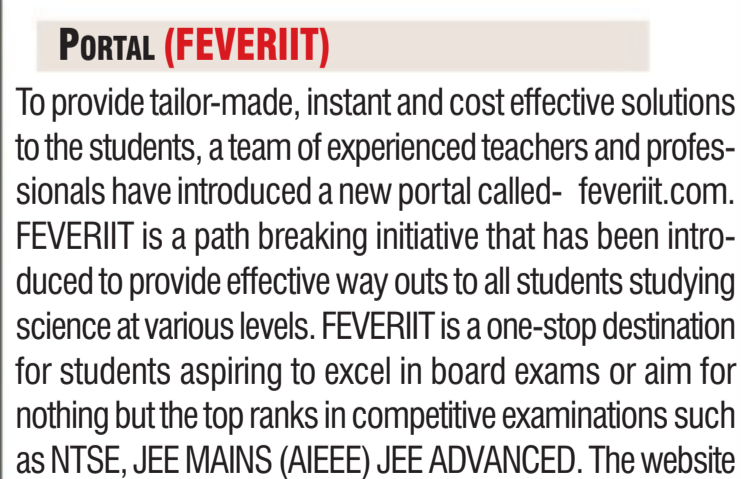 PORTAL (FEVERIIT)
To provide tailor-made, instant and cost effective solutions
to the students, a team of experienced teachers and profes-
sionals have introduced a new portal called- feveriit.com.
FEVERIIT is a path breaking initiative that has been intro-
duced to provide effective way outs to all students studying
science at various levels. FEVERIIT is a one-stop destination
for students aspiring to excel in board exams or aim for
nothing but the top ranks in competitive examinations such
as NTSE, JEE MAINS (AIEEE) JEE ADVANCED. The website